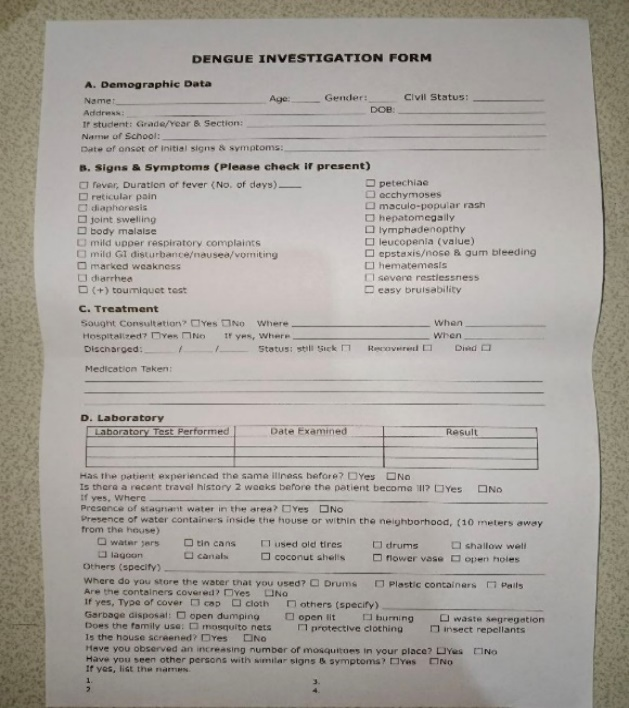 DENGUE INVESTIGATION FORM
A. Demographic Data
Name: Age: Gender: Civil Status:
Address: DOB:
If student: Grade/Year & Section:
Name of School:
Date of onset of initial signs & symptoms:
B. Signs & Symptoms (Please check if present)
☐ fever, Duration of fever (No. of days) ☐ petechiae
☐ reticular pain ☐ ecchymoses
☐ diaphoresis ☐ maculo-popular rash
☐ joint swelling ☐ hepatomegally
☐ body malaise ☐ lymphadenopthy
☐ mild upper respiratory complaints ☐ leucopenia (value)
☐ mild GI disturbance/nausea/vomiting ☐ epstaxis/nose & gum bleeding
☐ marked weakness ☐ hematemesis
☐ diarrhea ☐ severe restlessness
☐ (+) tourniquet test ☐ easy bruisability
C. Treatment
Sought Consultation? ☐Yes ☐No Where When
Hospitalized? ☐Yes ☐No If yes, Where When
Discharged: / / Status: still Sick ☐ Recovered ☐ Died ☐
Medication Taken:
D. Laboratory
Laboratory Test Performed Date Examined Result
Has the patient experienced the same illness before? ☐Yes ☐No
Is there a recent travel history 2 weeks before the patient become ill? ☐Yes ☐No
If yes, Where
Presence of stagnant water in the area? ☐Yes ☐No
Presence of water containers inside the house or within the neighborhood, (10 meters away
from the house)
☐ water jars ☐ tin cans ☐ used old tires ☐ drums ☐ shallow well
☐ lagoon ☐ canals ☐ coconut shells ☐ flower vase ☐ open holes
Others (specify)
Where do you store the water that you used? ☐ Drums ☐ Plastic containers ☐ Pails
Are the containers covered? ☐Yes ☐No
If yes, Type of cover ☐ cap ☐ cloth ☐ others (specify)
Garbage disposal: ☐ open dumping ☐ open lit ☐ burning ☐ waste segregation
Does the family use: ☐ mosquito nets ☐ protective clothing ☐ insect repellants
Is the house screened? ☐Yes ☐No
Have you observed an increasing number of mosquitoes in your place? ☐Yes ☐No
Have you seen other persons with similar signs & symptoms? ☐Yes ☐No
If yes, list the names.
1. 3.
2. 4.